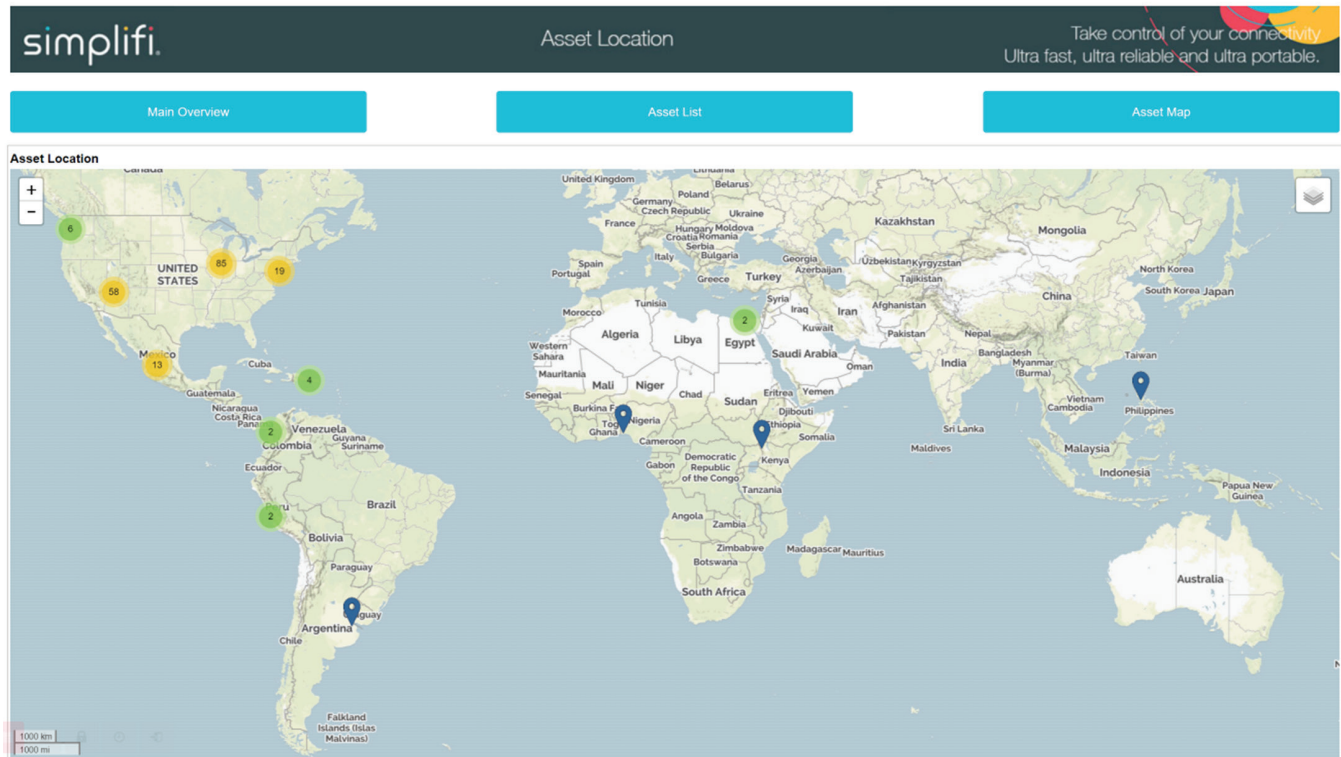 simplifi.
Asset Location
Take control of your connectivity
Ultra fast, ultra reliable and ultra portable.
Main Overview
Asset List
Asset Map
Asset Location
+
−
Canada
6
UNITED
STATES
85
19
58
Mexico
13
Cuba
4
Guatemala
Nicaragua
Costa Rica
Pana
2
Venezuela
Guyana
Suriname
Colombia
Ecuador
Peru
2
Brazil
Bolivia
Paraguay
Uruguay
Argentina
Chile
Falkland
Islands (Islas
Malvinas)
United Kingdom
Lithuania
Belarus
Poland
Germany
Czech Republic
Ukraine
France
Hungary
Moldova
Croatia
Romania
Serbia
Bulgaria
Italy
Spain
Portugal
Greece
Turkey
Georgia
Azerbaijan
Kazakhstan
Uzbekistan
Kyrgyzstan
Tajikistan
Mongolia
North Korea
South Korea
Japan
China
Tunisia
Morocco
Syria
Iraq
Iran
Afghanistan
Kuwait
Pakistan
Nepal
Algeria
Libya
2
Egypt
Saudi Arabia
Oman
India
Bangladesh
Myanmar
(Burma)
Taiwan
Western
Sahara
Mauritania
Mali
Niger
Chad
Sudan
Eritrea
Yemen
Senegal
Burkina F
Togo
Ghana
Nigeria
Djibouti
Ethiopia
Somalia
Vietnam
Cambodia
Philippines
Sri Lanka
Maldives
Cameroon
Gabon
Democratic
Republic
of the Congo
Kenya
Tanzania
Malaysia
Indonesia
Papua New
Guinea
Angola
Zambia
Zimbabwe
Botswana
Madagascar
Mauritius
South Africa
Australia
N
1000 km
1000 mi